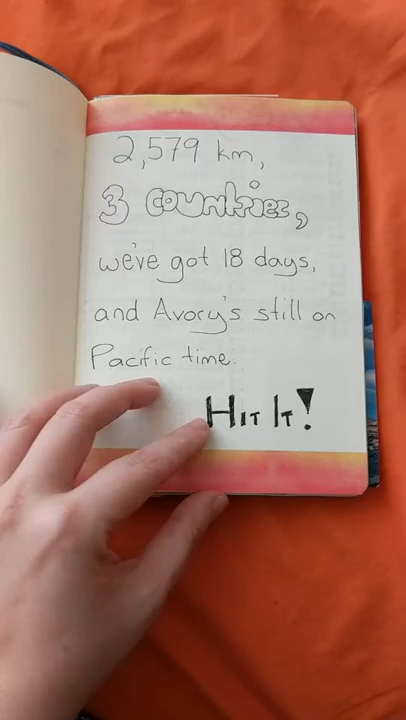 2,579 km,
3 countries,
we've got 18 days,
and Avory's still on
Pacific time.
HIT IT!